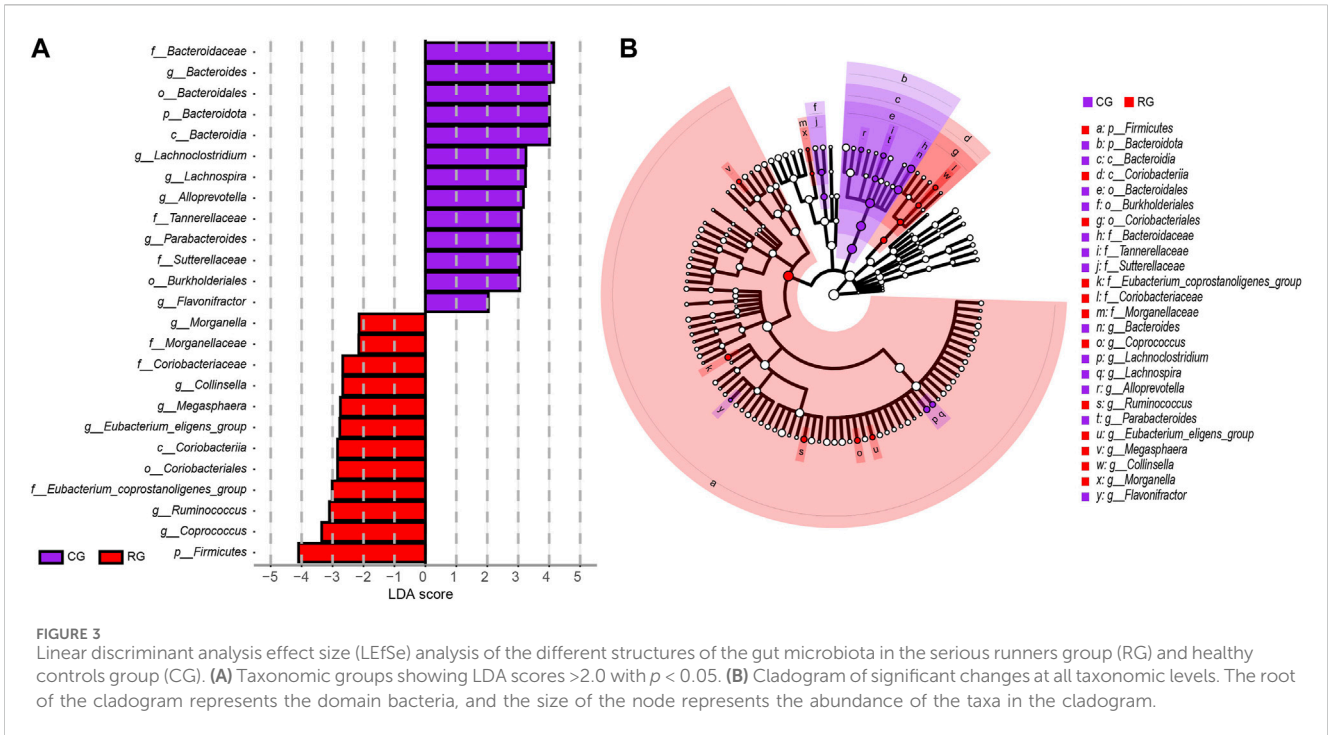 A
f__Bacteroidaceae
g__Bacteroides
o__Bacteroidales
p__Bacteroidota
c__Bacteroidia
g__Lachnoclostridium
g__Lachnospira
g__Alloprevotella
f__Tannerellaceae
g__Parabacteroides
f__Sutterellaceae
o__Burkholderiales
g__Flavonifractor
g__Morganella
f__Morganellaceae
f__Coriobacteriaceae
g__Collinsella
g__Megasphaera
g__Eubacterium_eligens_group
c__Coriobacteriia
o__Coriobacteriales
f__Eubacterium_coprostanoligenes_group
g__Ruminococcus
g__Coprococcus
p__Firmicutes
CG RG
−5 −4 −3 −2 −1 0 1 2 3 4 5
LDA score
B
b
c
e
f
j
m
x
r
i
t
h
n
d
g
l
w
v
k
y
s
o
u
q
p
a
CG RG
a: p__Firmicutes
b: p__Bacteroidota
c: c__Bacteroidia
d: c__Coriobacteriia
e: o__Bacteroidales
f: o__Burkholderiales
g: o__Coriobacteriales
h: f__Bacteroidaceae
i: f__Tannerellaceae
j: f__Sutterellaceae
k: f__Eubacterium_coprostanoligenes_group
l: f__Coriobacteriaceae
m: f__Morganellaceae
n: g__Bacteroides
o: g__Coprococcus
p: g__Lachnoclostridium
q: g__Lachnospira
r: g__Alloprevotella
s: g__Ruminococcus
t: g__Parabacteroides
u: g__Eubacterium_eligens_group
v: g__Megasphaera
w: g__Collinsella
x: g__Morganella
y: g__Flavonifractor
FIGURE 3
Linear discriminant analysis effect size (LEfSe) analysis of the different structures of the gut microbiota in the serious runners group (RG) and healthy
controls group (CG). (A) Taxonomic groups showing LDA scores >2.0 with p < 0.05. (B) Cladogram of significant changes at all taxonomic levels. The root
of the cladogram represents the domain bacteria, and the size of the node represents the abundance of the taxa in the cladogram.